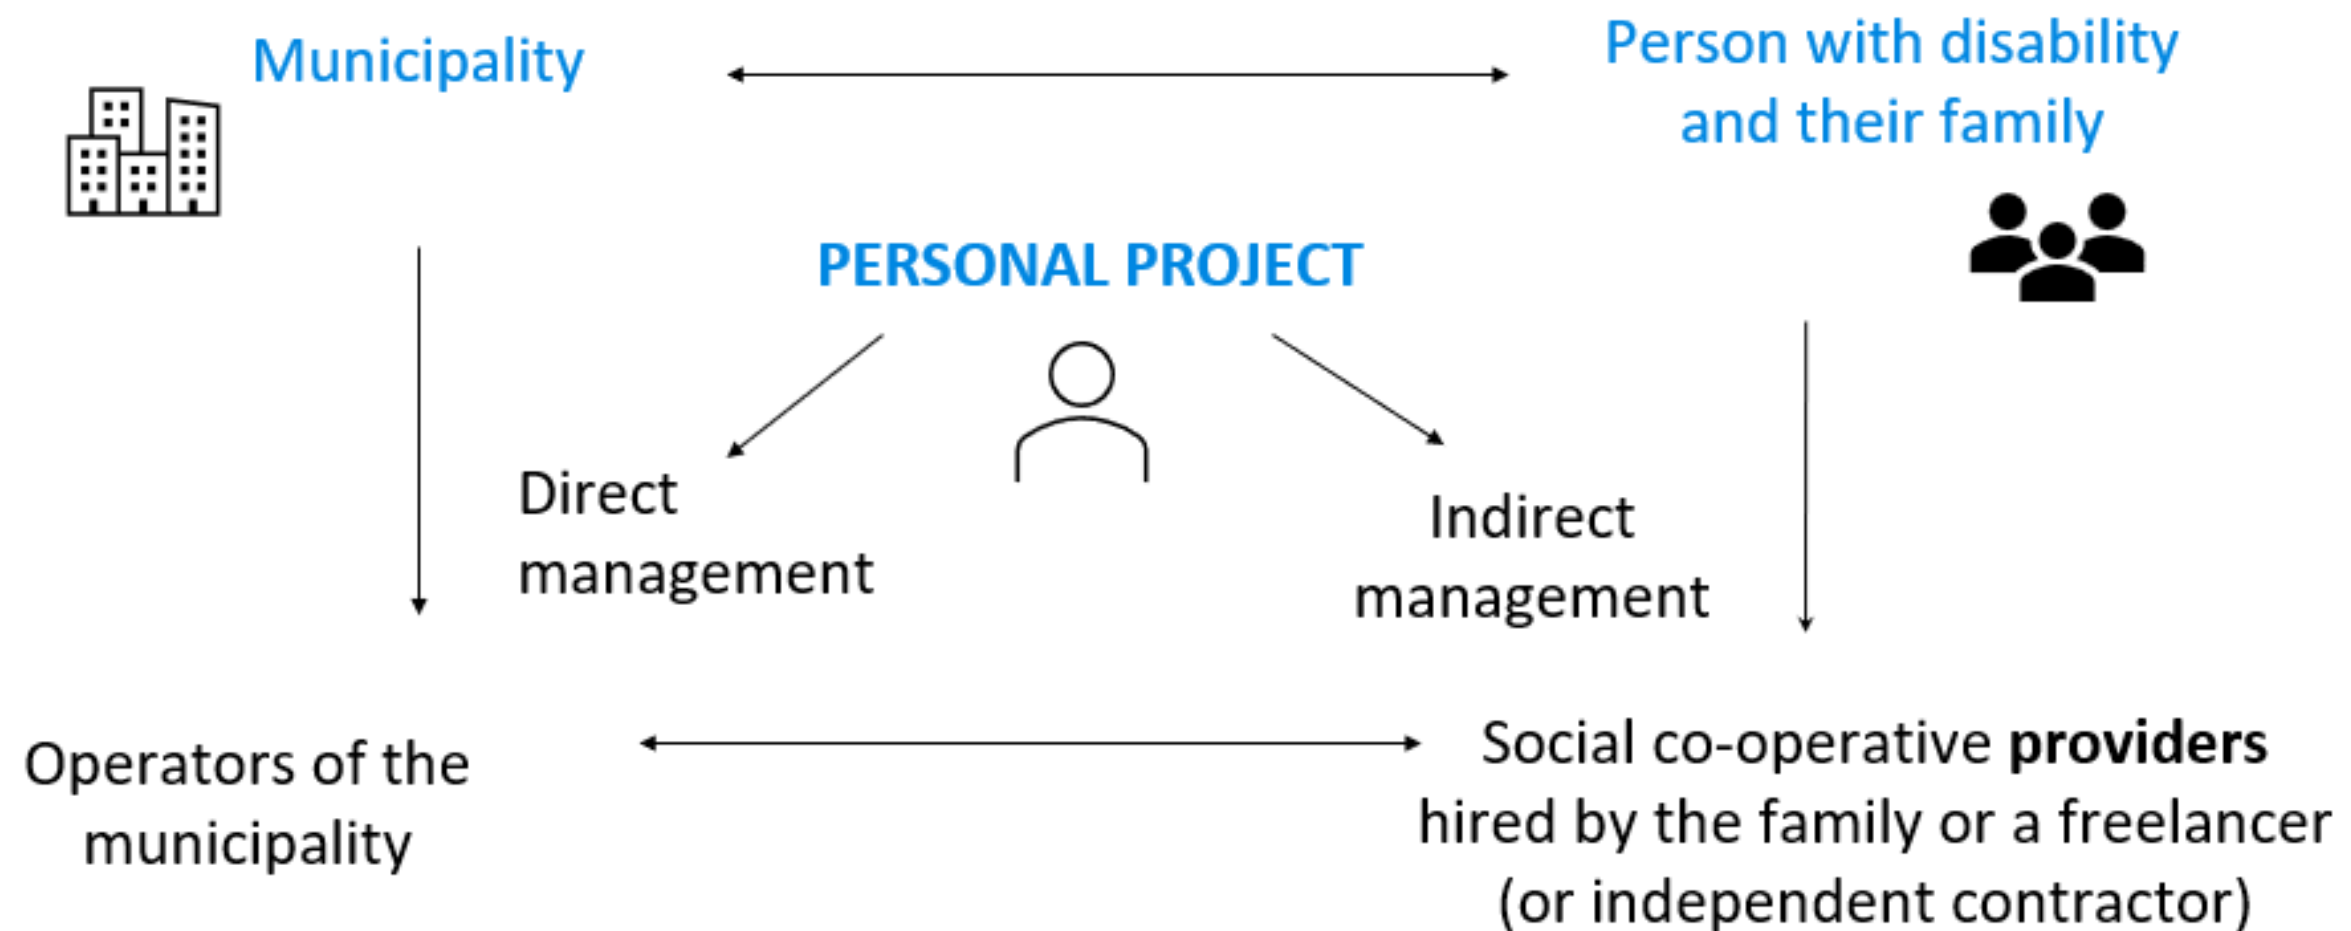 Municipality
Person with disability
and their family
PERSONAL PROJECT
Direct
management
Indirect
management
Operators of the
municipality
Social co-operative providers
hired by the family or a freelancer
(or independent contractor)